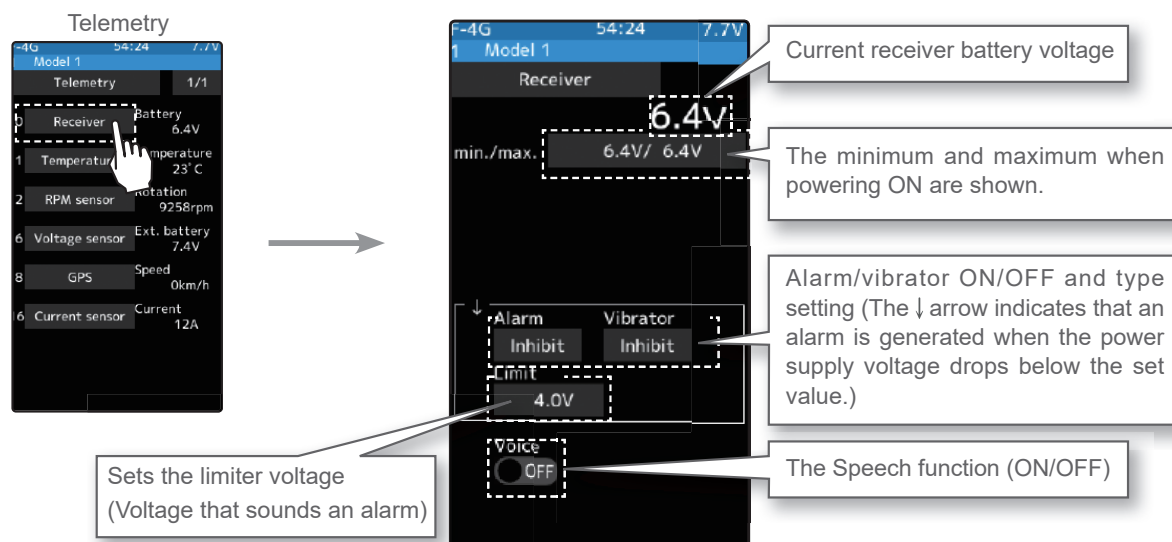 Telemetry
-4G 54:24 7.7V
Model 1
Telemetry 1/1
0 Receiver Battery
6.4V
1 Temperature Temperature
23°C
2 RPM sensor Rotation
9258rpm
6 Voltage sensor Ext. battery
7.4V
8 GPS Speed
0km/h
16 Current sensor Current
12A
F-4G 54:24 7.7V
1 Model 1
Receiver
6.4V
min./max. 6.4V/ 6.4V
↓
Alarm Vibrator
Inhibit Inhibit
Limit
4.0V
Voice
OFF
Current receiver battery voltage
The minimum and maximum when
powering ON are shown.
Alarm/vibrator ON/OFF and type
setting (The ↓ arrow indicates that an
alarm is generated when the power
supply voltage drops below the set
value.)
The Speech function (ON/OFF)
Sets the limiter voltage
(Voltage that sounds an alarm)